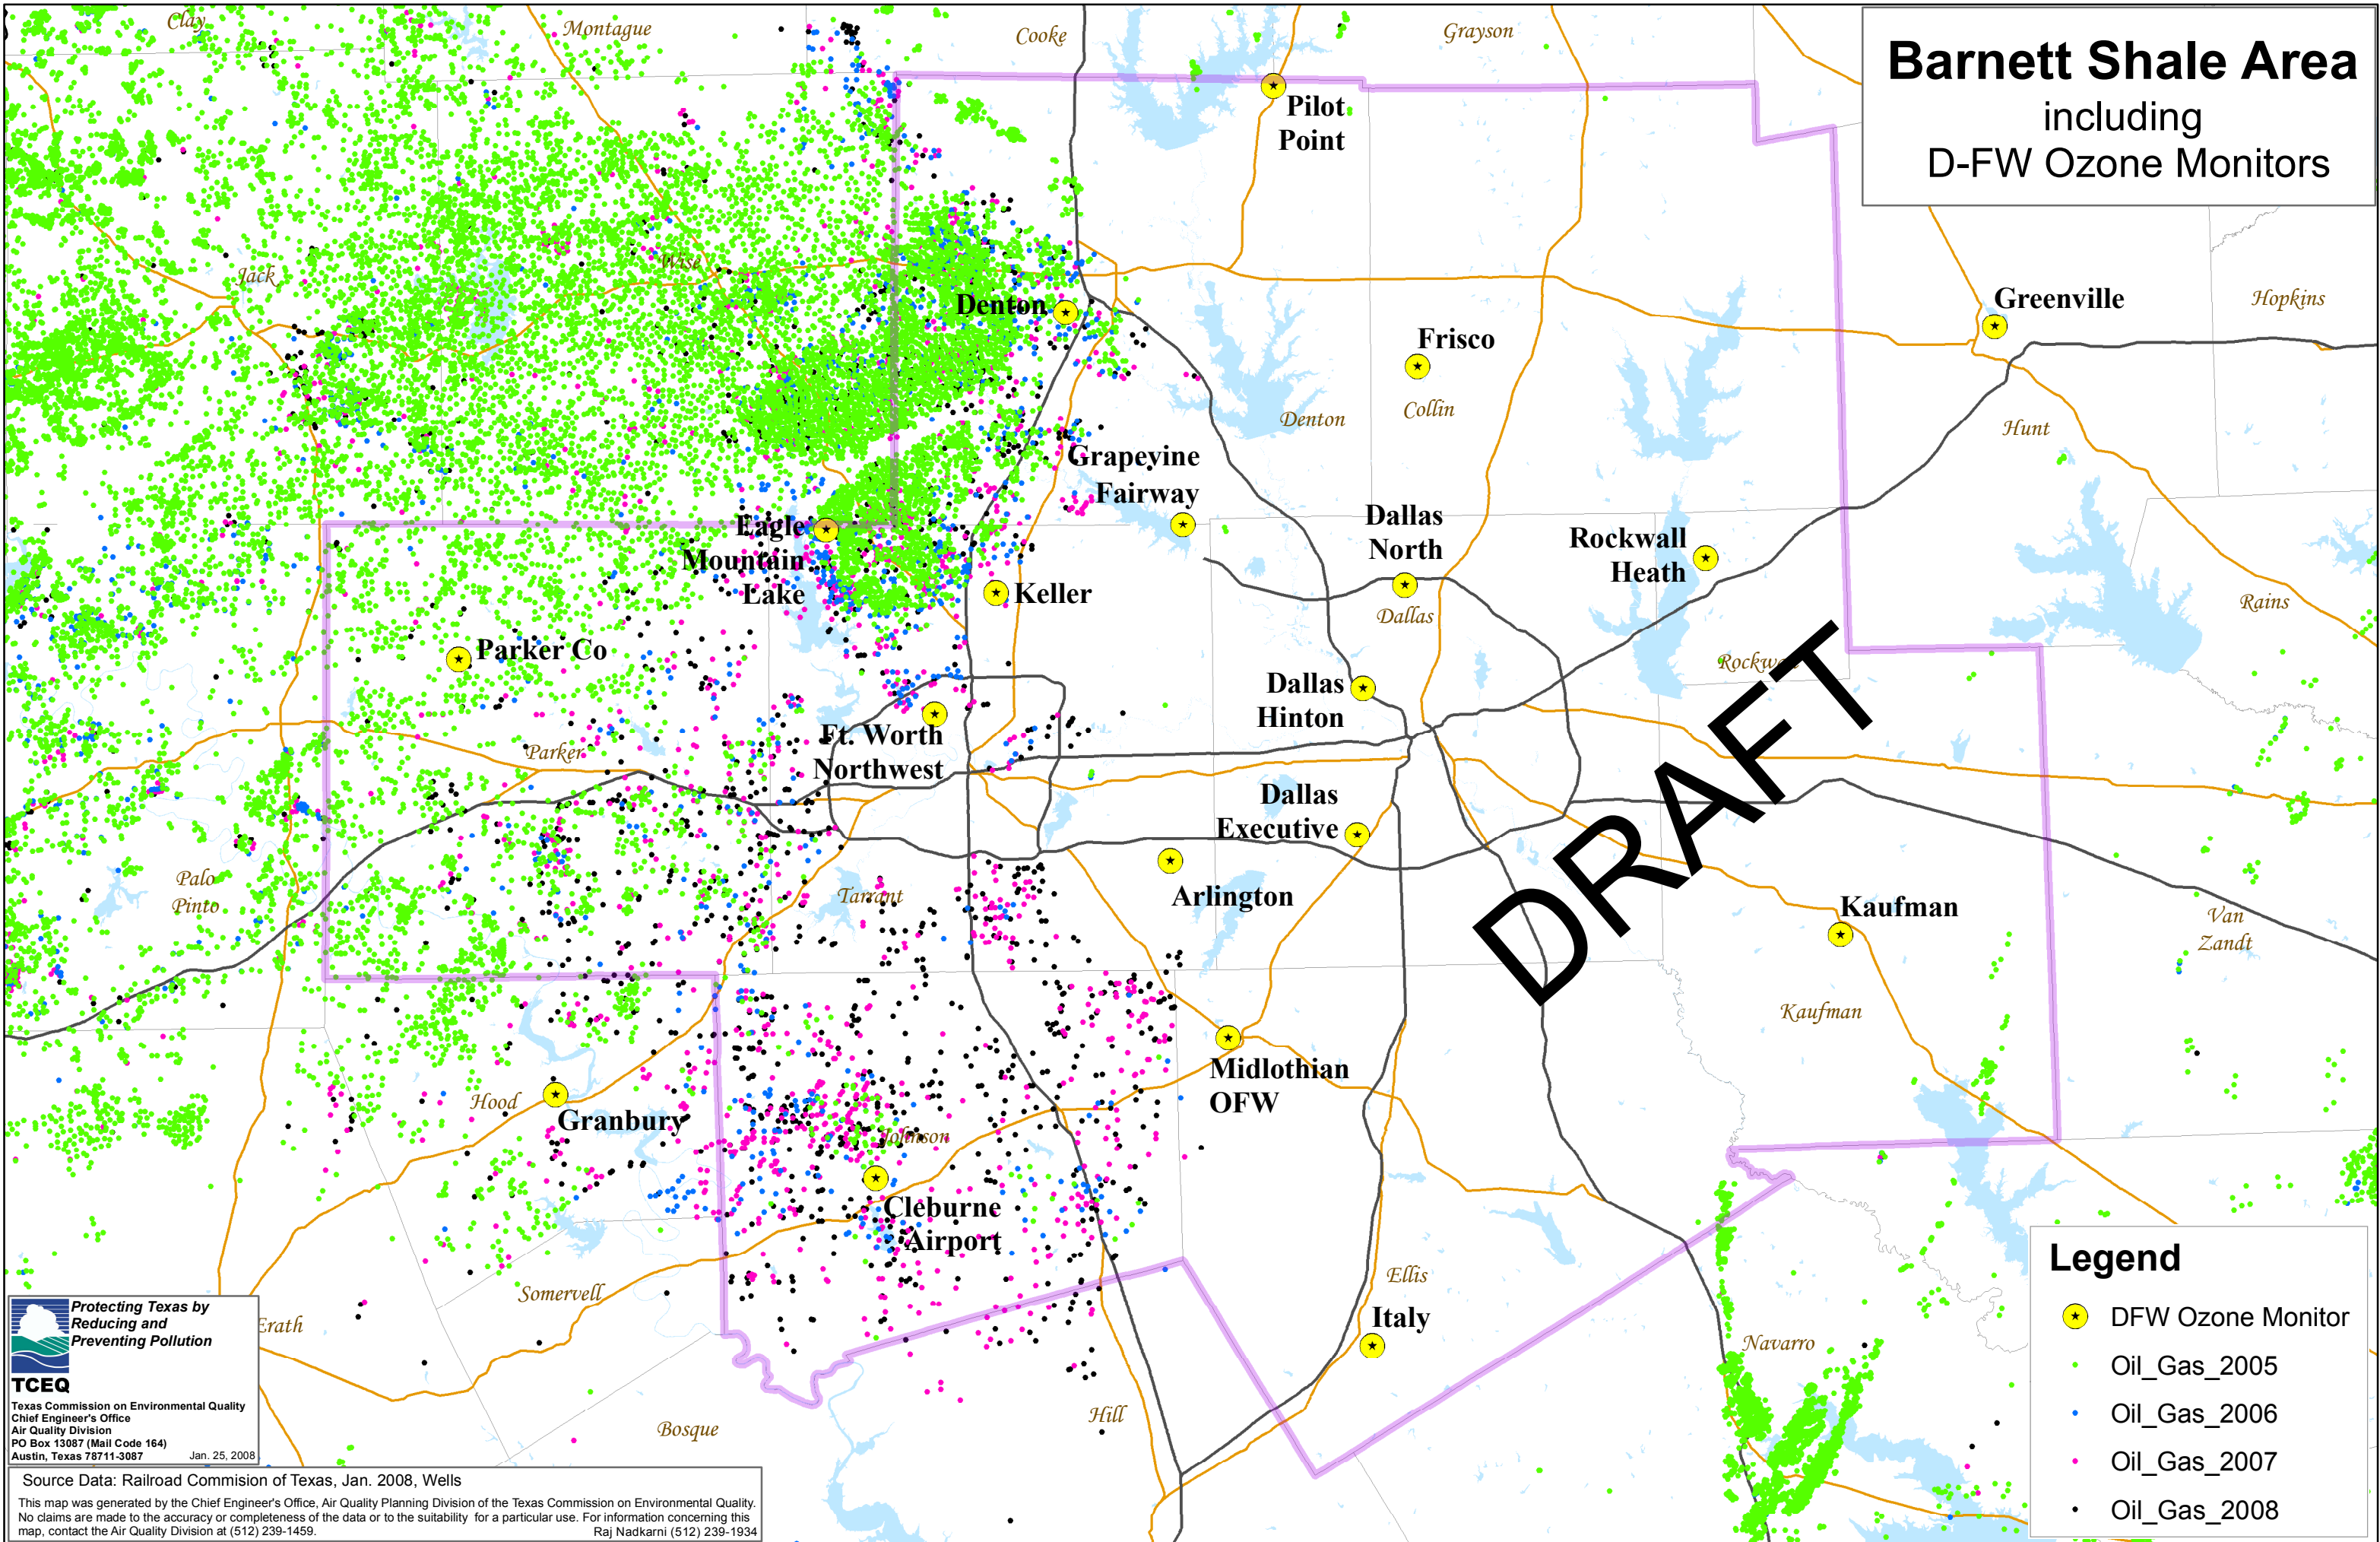 Barnett Shale Area
including
D-FW Ozone Monitors
Clay
Montague
Cooke
Grayson
Pilot
Point
Jack
Wise
Denton
Greenville
Hopkins
Frisco
Collin
Denton
Hunt
Grapevine
Fairway
Eagle
Mountain
Lake
Keller
Dallas
North
Dallas
Rockwall
Heath
Rains
Parker Co
Rockwall
Dallas
Hinton
Ft. Worth
Northwest
Parker
Dallas
Executive
DRAFT
Palo
Pinto
Tarrant
Arlington
Kaufman
Van
Zandt
Kaufman
Midlothian
OFW
Hood
Granbury
Johnson
Cleburne
Airport
Somervell
Ellis
Italy
Erath
Navarro
Bosque
Hill
Legend
DFW Ozone Monitor
Oil_Gas_2005
Oil_Gas_2006
Oil_Gas_2007
Oil_Gas_2008
Protecting Texas by
Reducing and
Preventing Pollution
TCEQ
Texas Commission on Environmental Quality
Chief Engineer's Office
Air Quality Division
PO Box 13087 (Mail Code 164)
Austin, Texas 78711-3087 Jan. 25, 2008
Source Data: Railroad Commision of Texas, Jan. 2008, Wells
This map was generated by the Chief Engineer's Office, Air Quality Planning Division of the Texas Commission on Environmental Quality.
No claims are made to the accuracy or completeness of the data or to the suitability for a particular use. For information concerning this
map, contact the Air Quality Division at (512) 239-1459. Raj Nadkarni (512) 239-1934